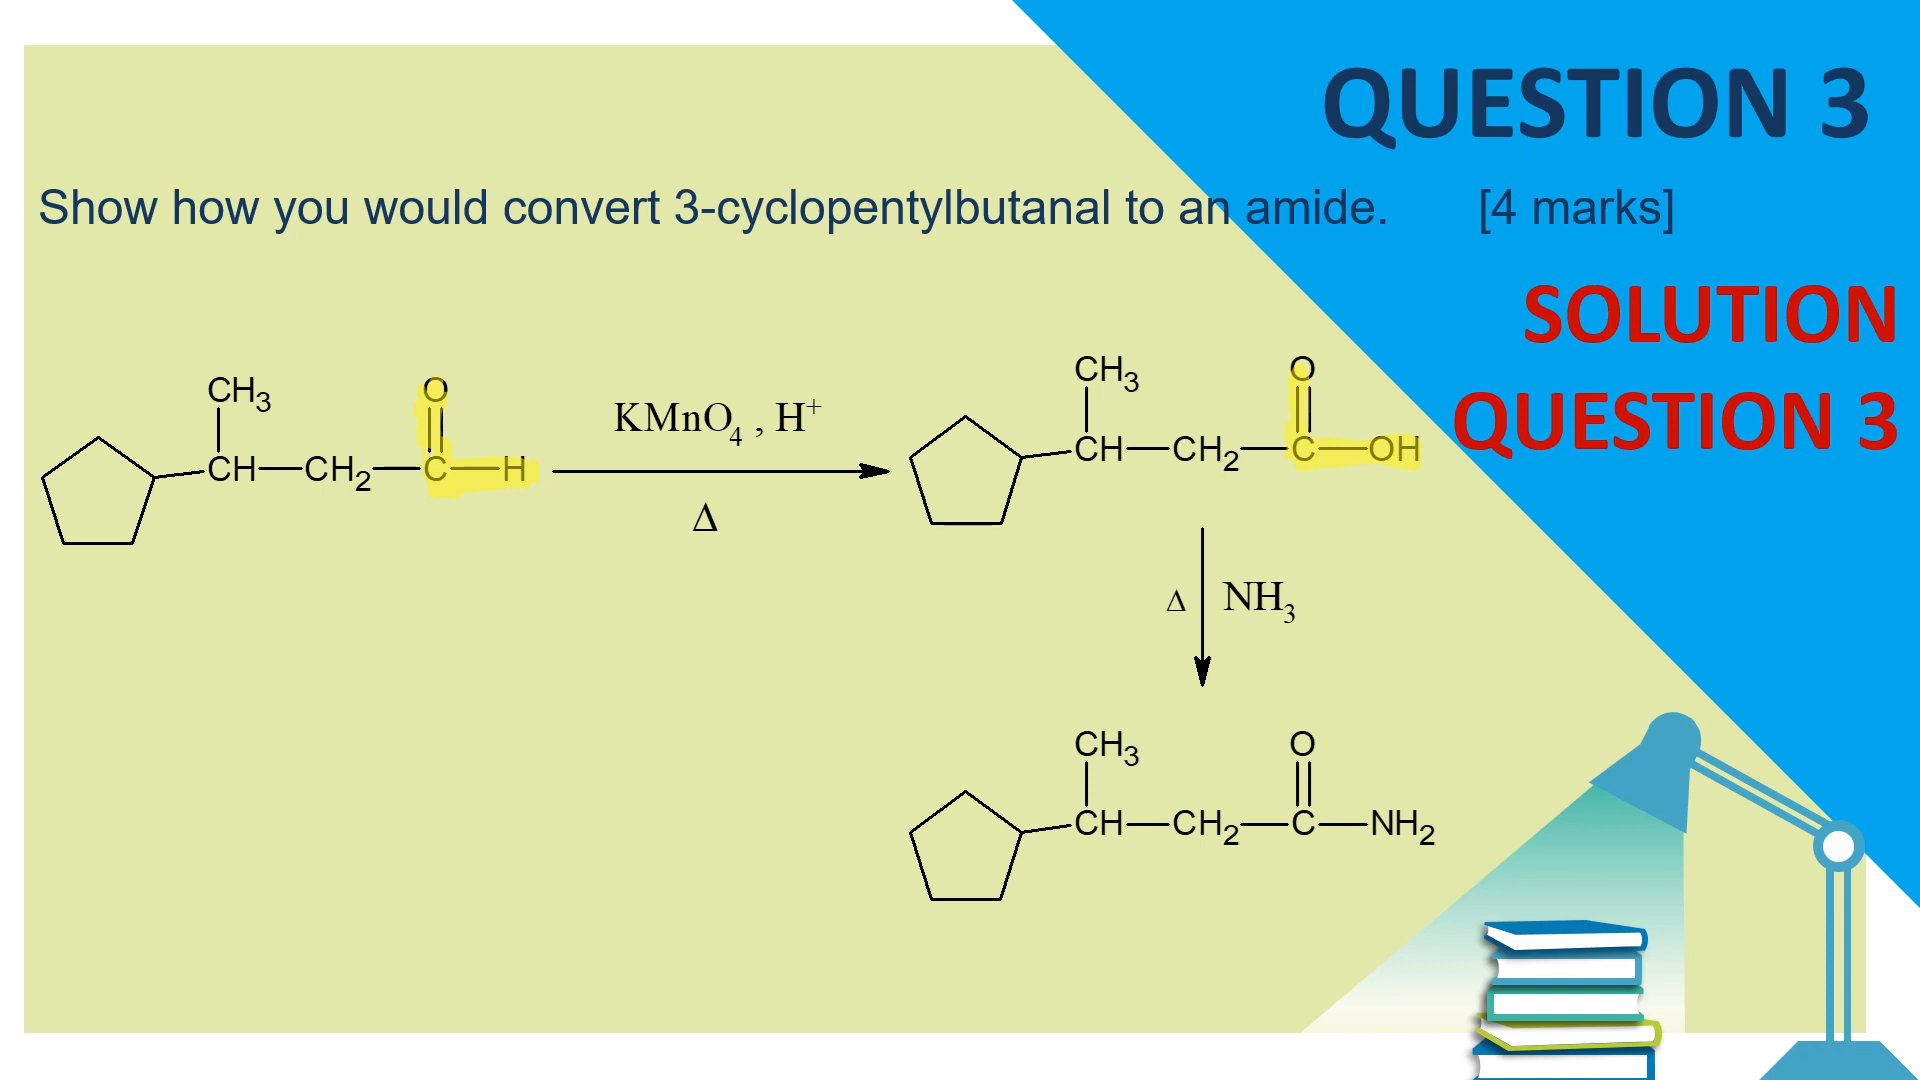 QUESTION 3
Show how you would convert 3-cyclopentylbutanal to an amide. [4 marks]
SOLUTION
QUESTION 3
CH3 O
CH CH2 C H
KMnO4 , H+
Δ
CH3 O
CH CH2 C OH
Δ NH3
CH3 O
CH CH2 C NH2